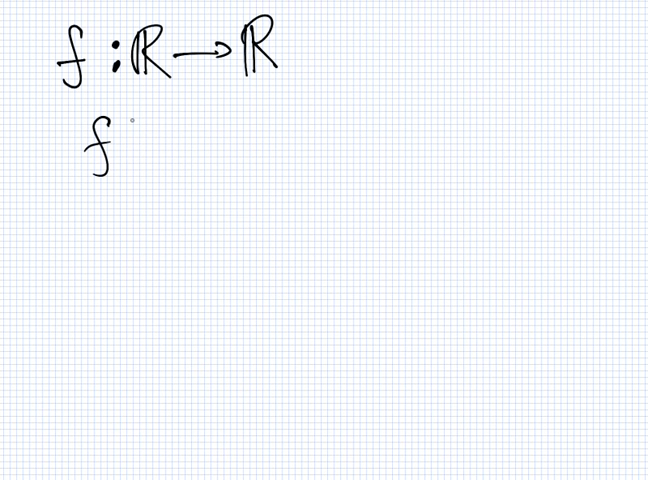 f : ℝ → ℝ
f